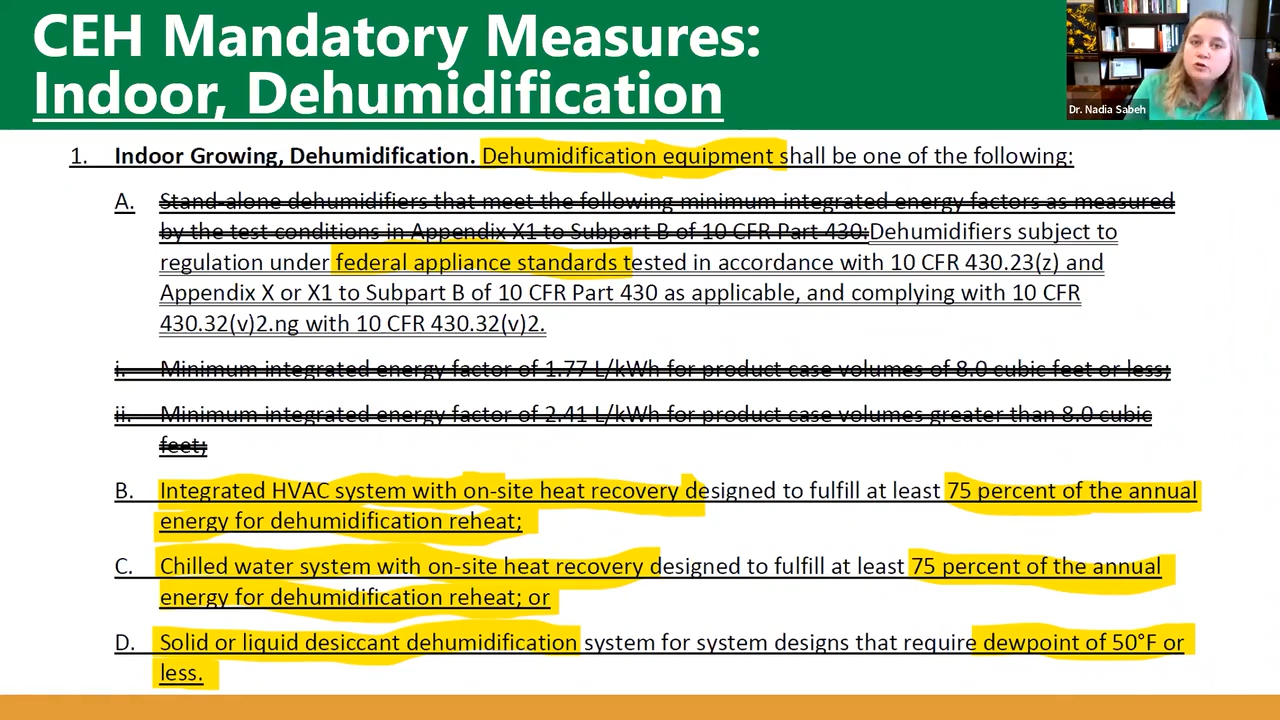 CEH Mandatory Measures:
Indoor, Dehumidification
Dr. Nadia Sabeh
1. Indoor Growing, Dehumidification. Dehumidification equipment shall be one of the following:
A. Stand-alone dehumidifiers that meet the following minimum integrated energy factors as measured
by the test conditions in Appendix X1 to Subpart B of 10 CFR Part 430:Dehumidifiers subject to
regulation under federal appliance standards tested in accordance with 10 CFR 430.23(z) and
Appendix X or X1 to Subpart B of 10 CFR Part 430 as applicable, and complying with 10 CFR
430.32(v)2.ng with 10 CFR 430.32(v)2.
i. Minimum integrated energy factor of 1.77 L/kWh for product case volumes of 8.0 cubic feet or less;
ii. Minimum integrated energy factor of 2.41 L/kWh for product case volumes greater than 8.0 cubic
feet;
B. Integrated HVAC system with on-site heat recovery designed to fulfill at least 75 percent of the annual
energy for dehumidification reheat;
C. Chilled water system with on-site heat recovery designed to fulfill at least 75 percent of the annual
energy for dehumidification reheat; or
D. Solid or liquid desiccant dehumidification system for system designs that require dewpoint of 50°F or
less.